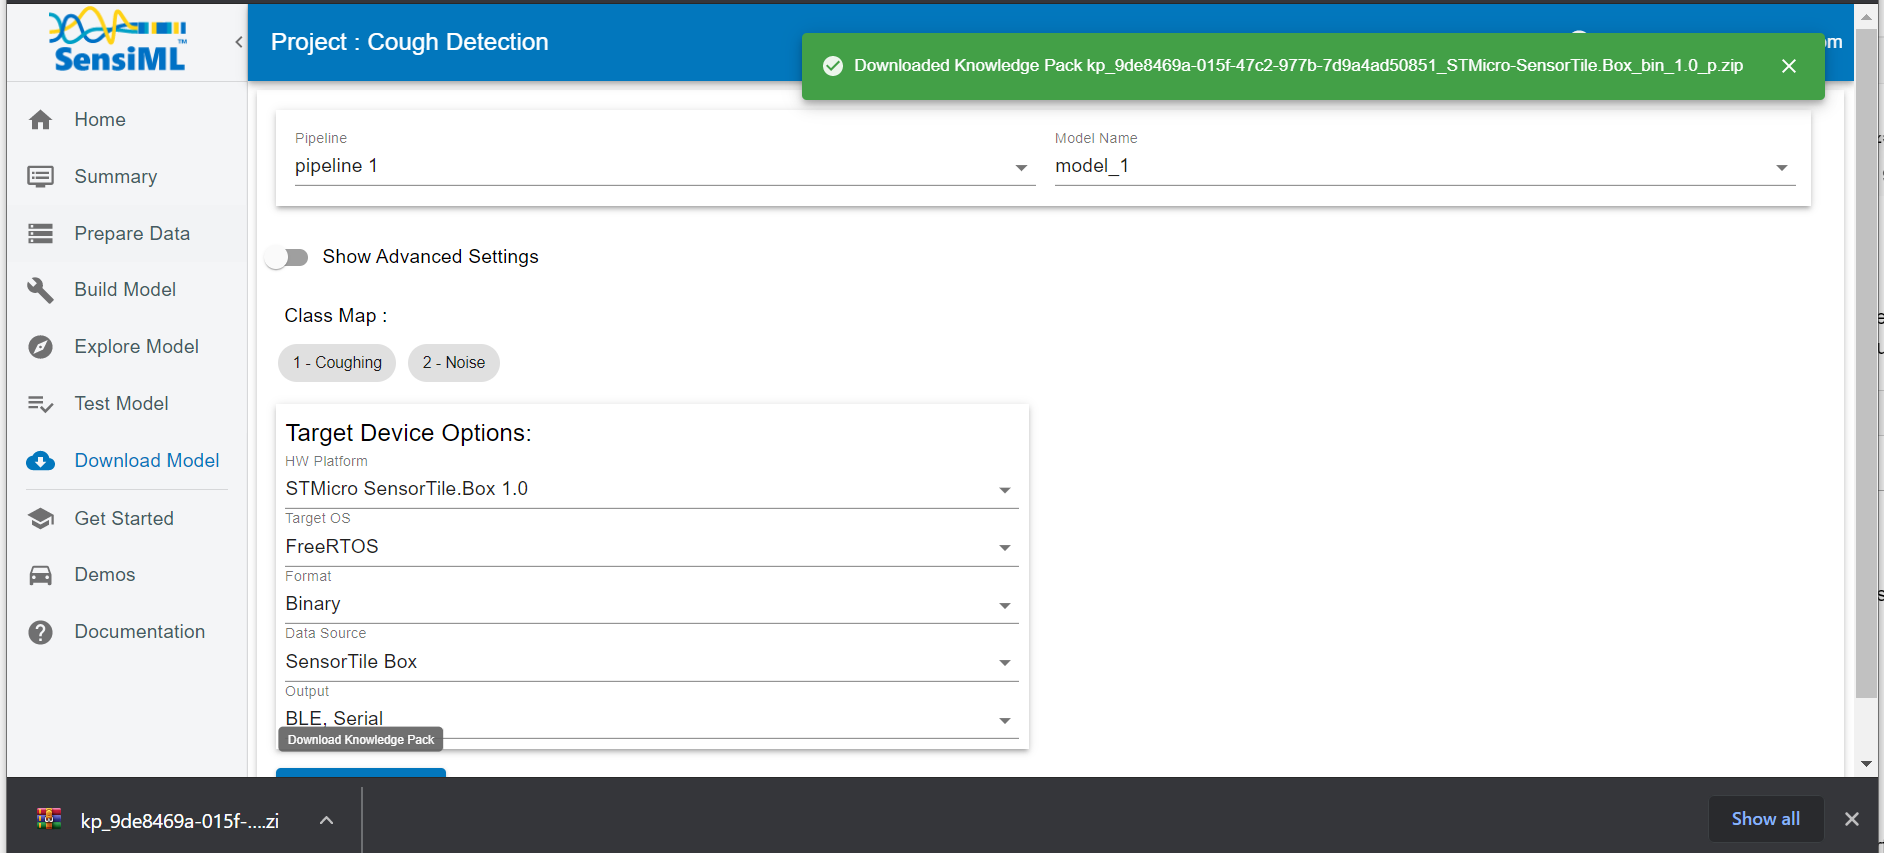 SensiML™
Project : Cough Detection
Downloaded Knowledge Pack kp_9de8469a-015f-47c2-977b-7d9a4ad50851_STMicro-SensorTile.Box_bin_1.0_p.zip
om
Home
Summary
Prepare Data
Build Model
Explore Model
Test Model
Download Model
Get Started
Demos
Documentation
Pipeline
pipeline 1
Model Name
model_1
Show Advanced Settings
Class Map :
1 - Coughing
2 - Noise
Target Device Options:
HW Platform
STMicro SensorTile.Box 1.0
Target OS
FreeRTOS
Format
Binary
Data Source
SensorTile Box
Output
BLE, Serial
Download Knowledge Pack
kp_9de8469a-015f-....zi
Show all